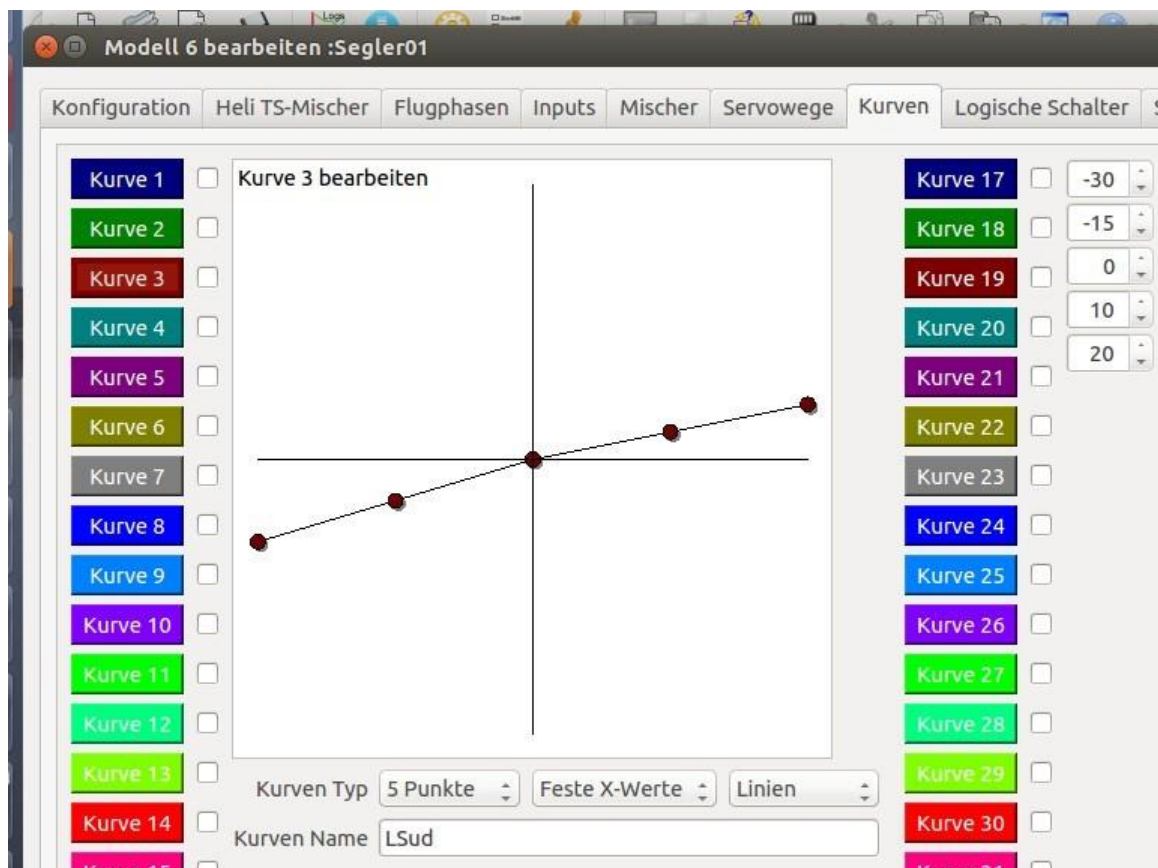 Modell 6 bearbeiten :Segler01
Konfiguration Heli TS-Mischer Flugphasen Inputs Mischer Servowege Kurven Logische Schalter
Kurve 3 bearbeiten
Kurve 1
Kurve 2
Kurve 3
Kurve 4
Kurve 5
Kurve 6
Kurve 7
Kurve 8
Kurve 9
Kurve 10
Kurve 11
Kurve 12
Kurve 13
Kurve 14
Kurven Typ 5 Punkte Feste X-Werte Linien
Kurven Name LSud
Kurve 17
Kurve 18
Kurve 19
Kurve 20
Kurve 21
Kurve 22
Kurve 23
Kurve 24
Kurve 25
Kurve 26
Kurve 27
Kurve 28
Kurve 29
Kurve 30
-30
-15
0
10
20